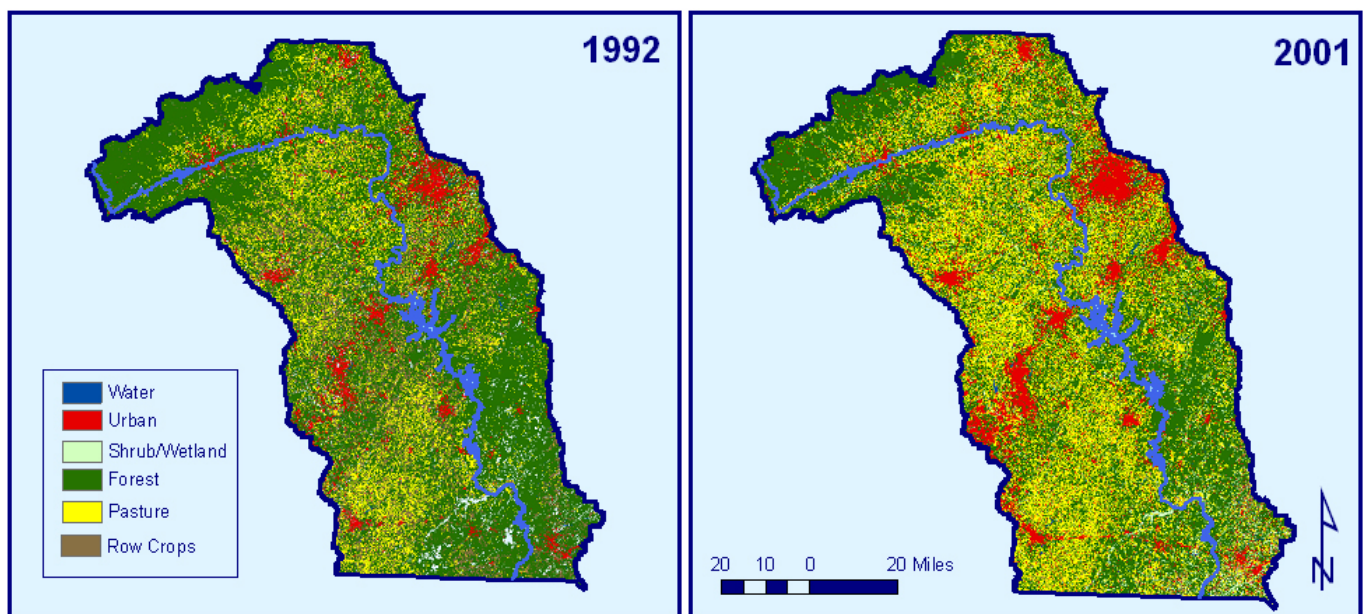 1992
2001
Water
Urban
Shrub/Wetland
Forest
Pasture
Row Crops
20 10 0 20 Miles
N